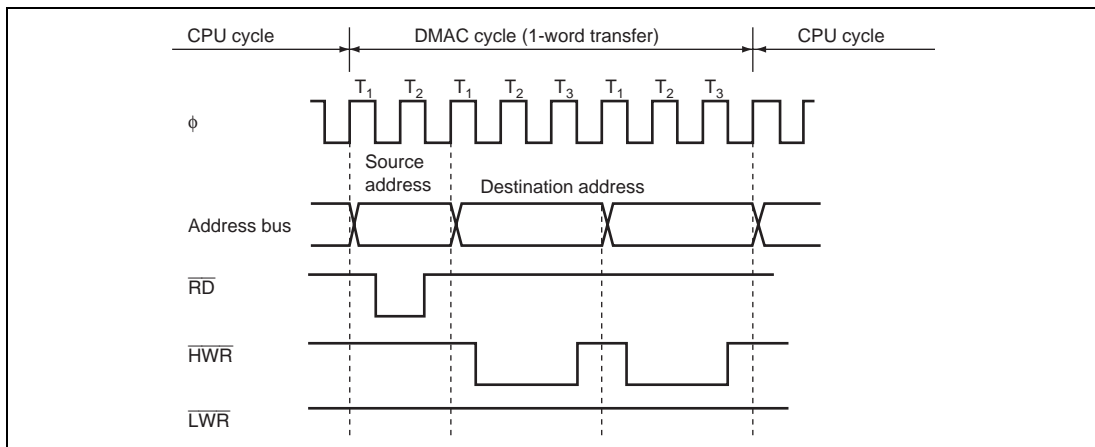 CPU cycle DMAC cycle (1-word transfer) CPU cycle
T1 T2 T1 T2 T3 T1 T2 T3
ϕ
Source
address
Destination address
Address bus
RD
HWR
LWR